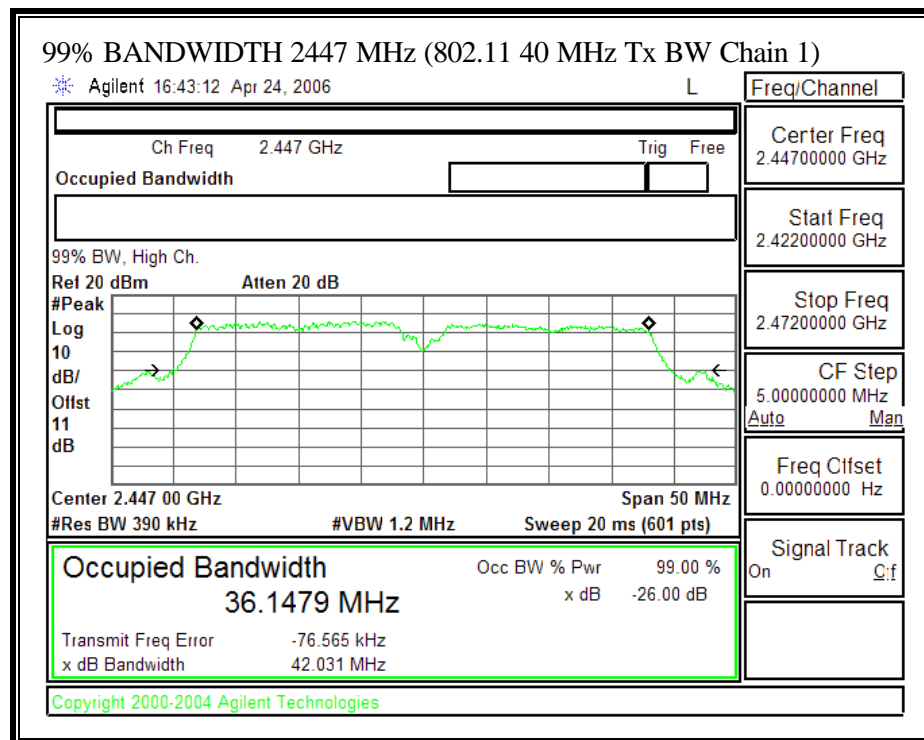 99% BANDWIDTH 2447 MHz (802.11 40 MHz Tx BW Chain 1)
Agilent 16:43:12 Apr 24, 2006 L
Freq/Channel
Ch Freq 2.447 GHz Trig Free
Occupied Bandwidth
Center Freq
2.44700000 GHz
Start Freq
2.42200000 GHz
Stop Freq
2.47200000 GHz
CF Step
5.00000000 MHz
Auto Man
Freq Offset
0.00000000 Hz
Signal Track
On Off
99% BW, High Ch.
Ref 20 dBm Atten 20 dB
#Peak
Log
10
dB/
Offst
11
dB
Center 2.447 00 GHz Span 50 MHz
#Res BW 390 kHz #VBW 1.2 MHz Sweep 20 ms (601 pts)
Occupied Bandwidth Occ BW % Pwr 99.00 %
36.1479 MHz x dB -26.00 dB
Transmit Freq Error -76.565 kHz
x dB Bandwidth 42.031 MHz
Copyright 2000-2004 Agilent Technologies